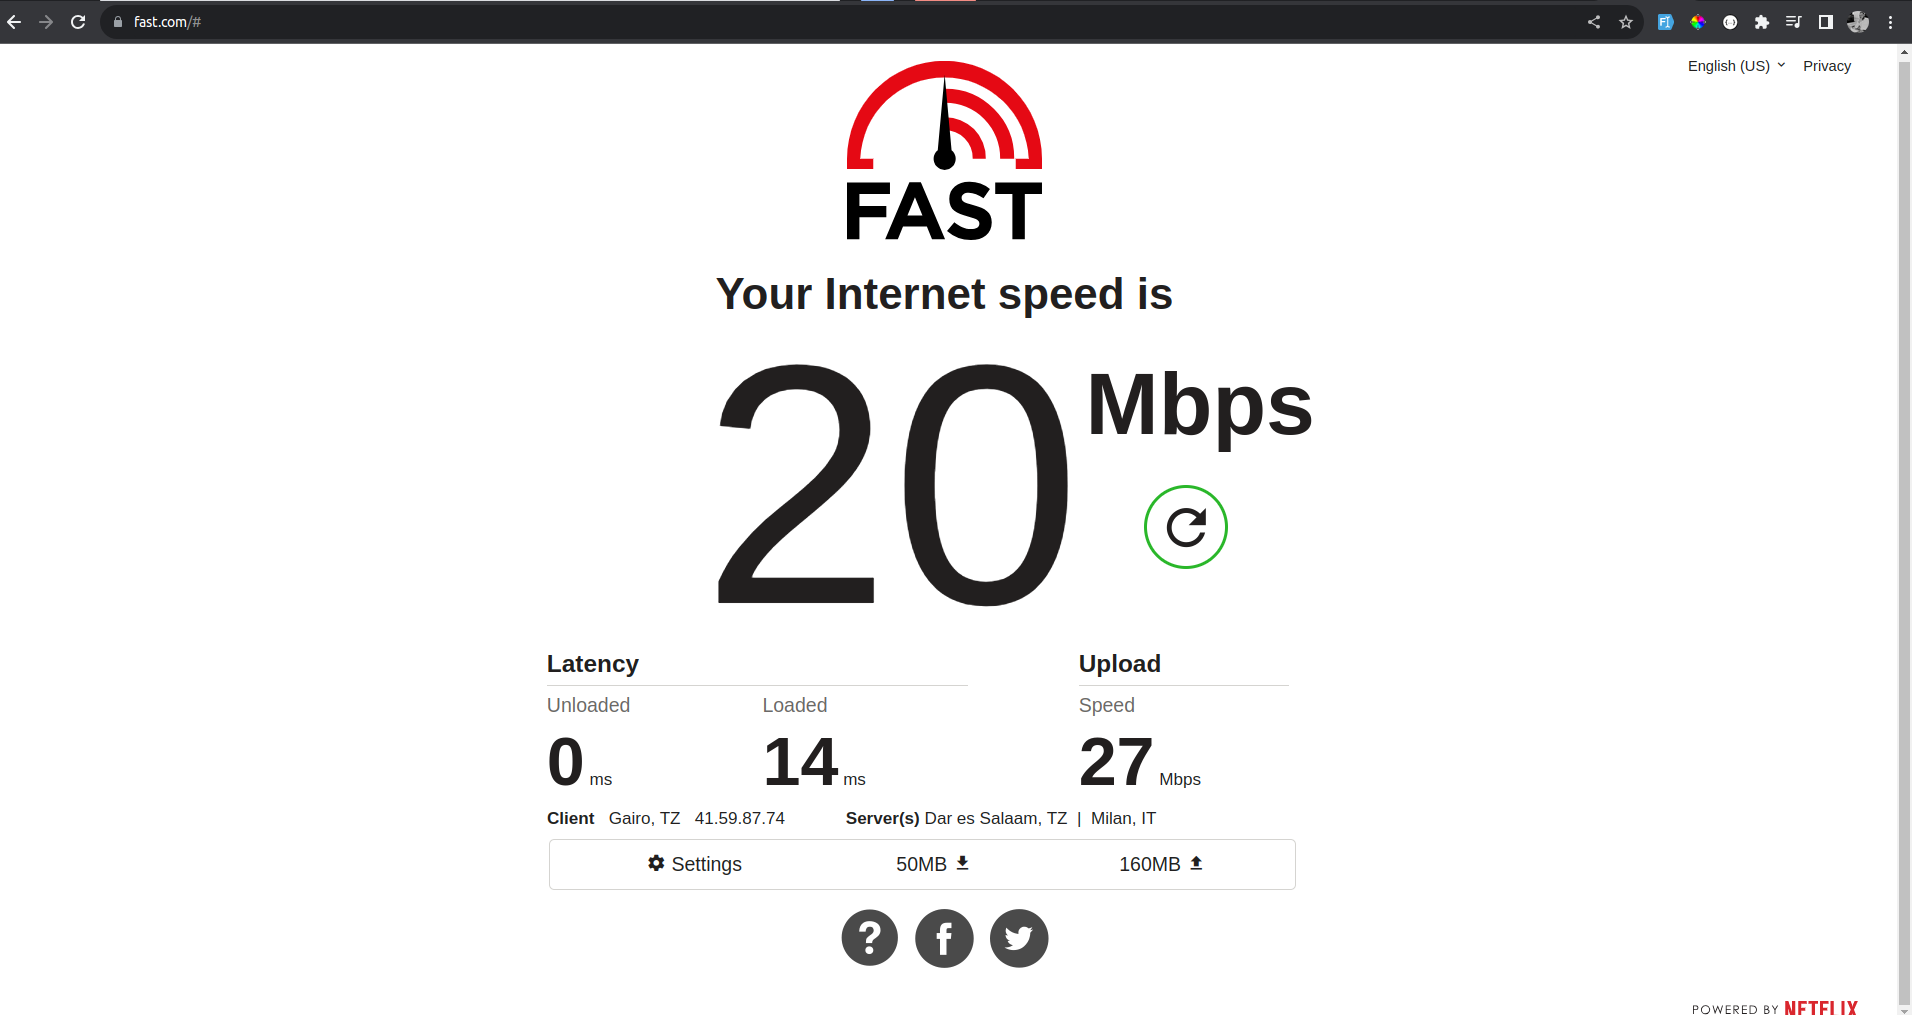 fast.com/#
English (US) Privacy
FAST
Your Internet speed is
20 Mbps
Latency Upload
Unloaded Loaded Speed
0 ms 14 ms 27 Mbps
Client Gairo, TZ 41.59.87.74 Server(s) Dar es Salaam, TZ | Milan, IT
Settings 50MB 160MB
POWERED BY NETFLIX